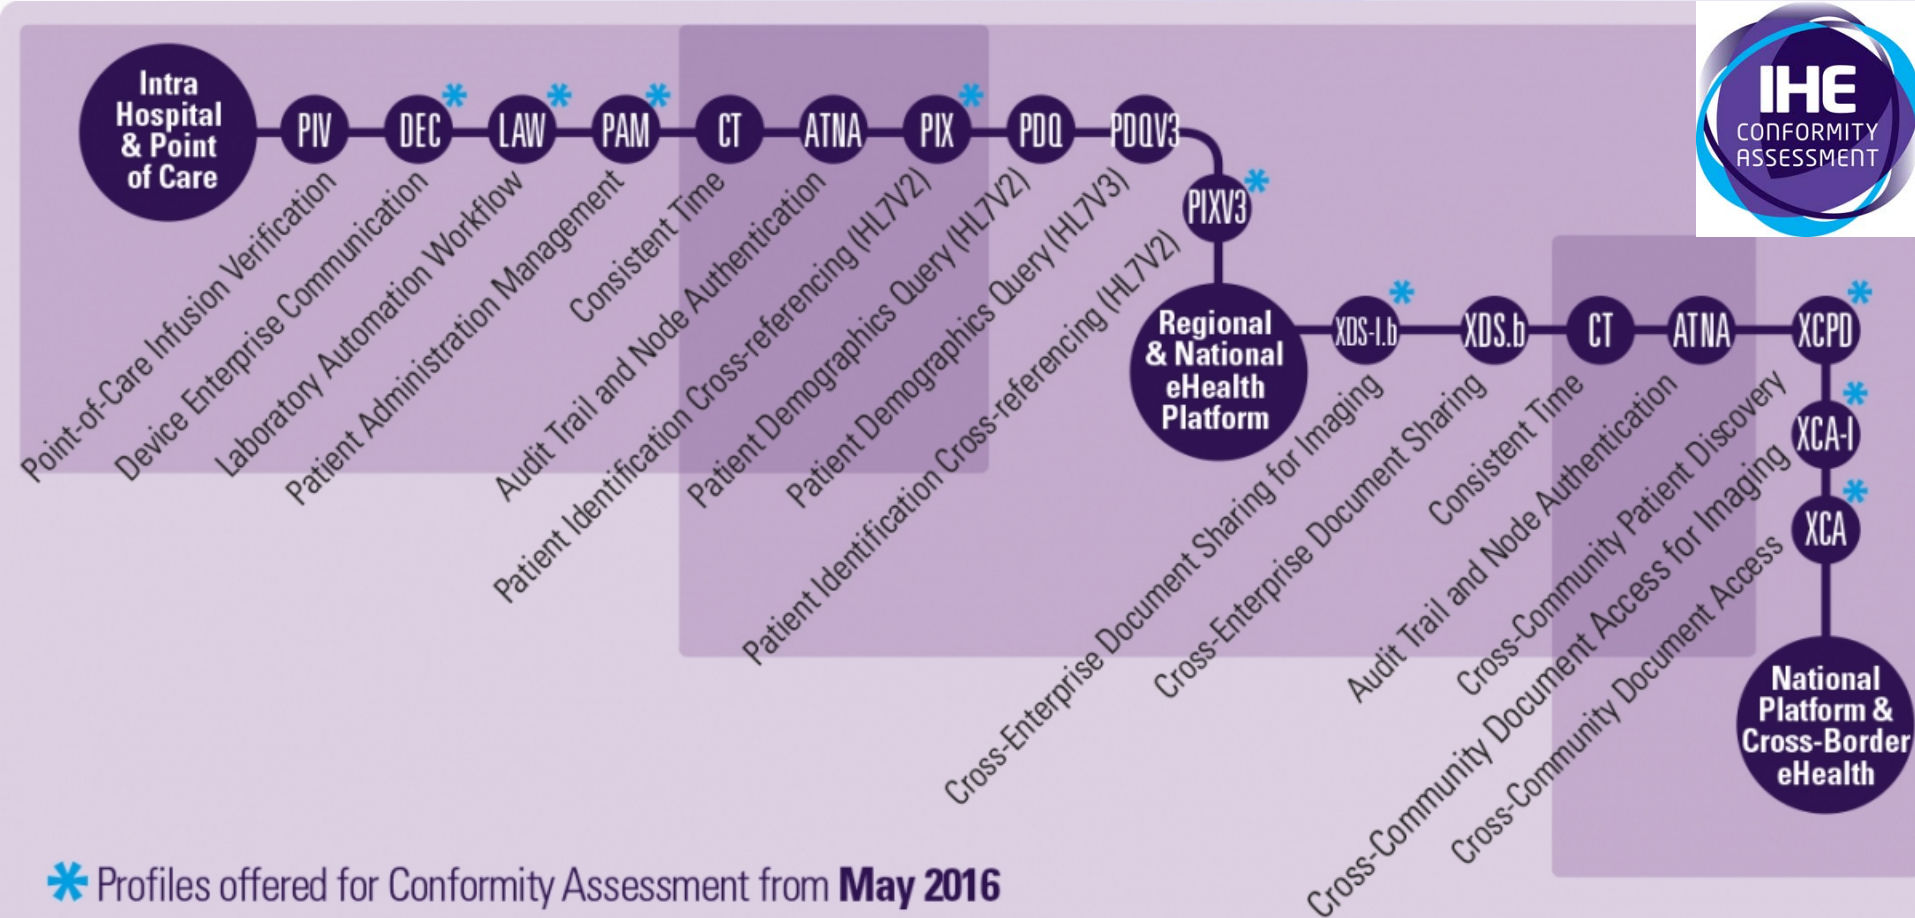 Intra
Hospital
& Point
of Care
PIV
DEC*
LAW*
PAM*
CT
ATNA
PIX*
PDQ
PDQV3
PIXV3*
Point-of-Care Infusion Verification
Device Enterprise Communication
Laboratory Automation Workflow
Patient Administration Management
Consistent Time
Audit Trail and Node Authentication
Patient Identification Cross-referencing (HL7V2)
Patient Demographics Query (HL7V2)
Patient Demographics Query (HL7V3)
Patient Identification Cross-referencing (HL7V2)
IHE
CONFORMITY
ASSESSMENT
Regional
& National
eHealth
Platform
XDS-I.b*
XDS.b
CT
ATNA
XCPD*
XCA-I*
XCA*
Cross-Enterprise Document Sharing for Imaging
Cross-Enterprise Document Sharing
Consistent Time
Audit Trail and Node Authentication
Cross-Community Patient Discovery
Cross-Community Document Access for Imaging
Cross-Community Document Access
National
Platform &
Cross-Border
eHealth
* Profiles offered for Conformity Assessment from May 2016